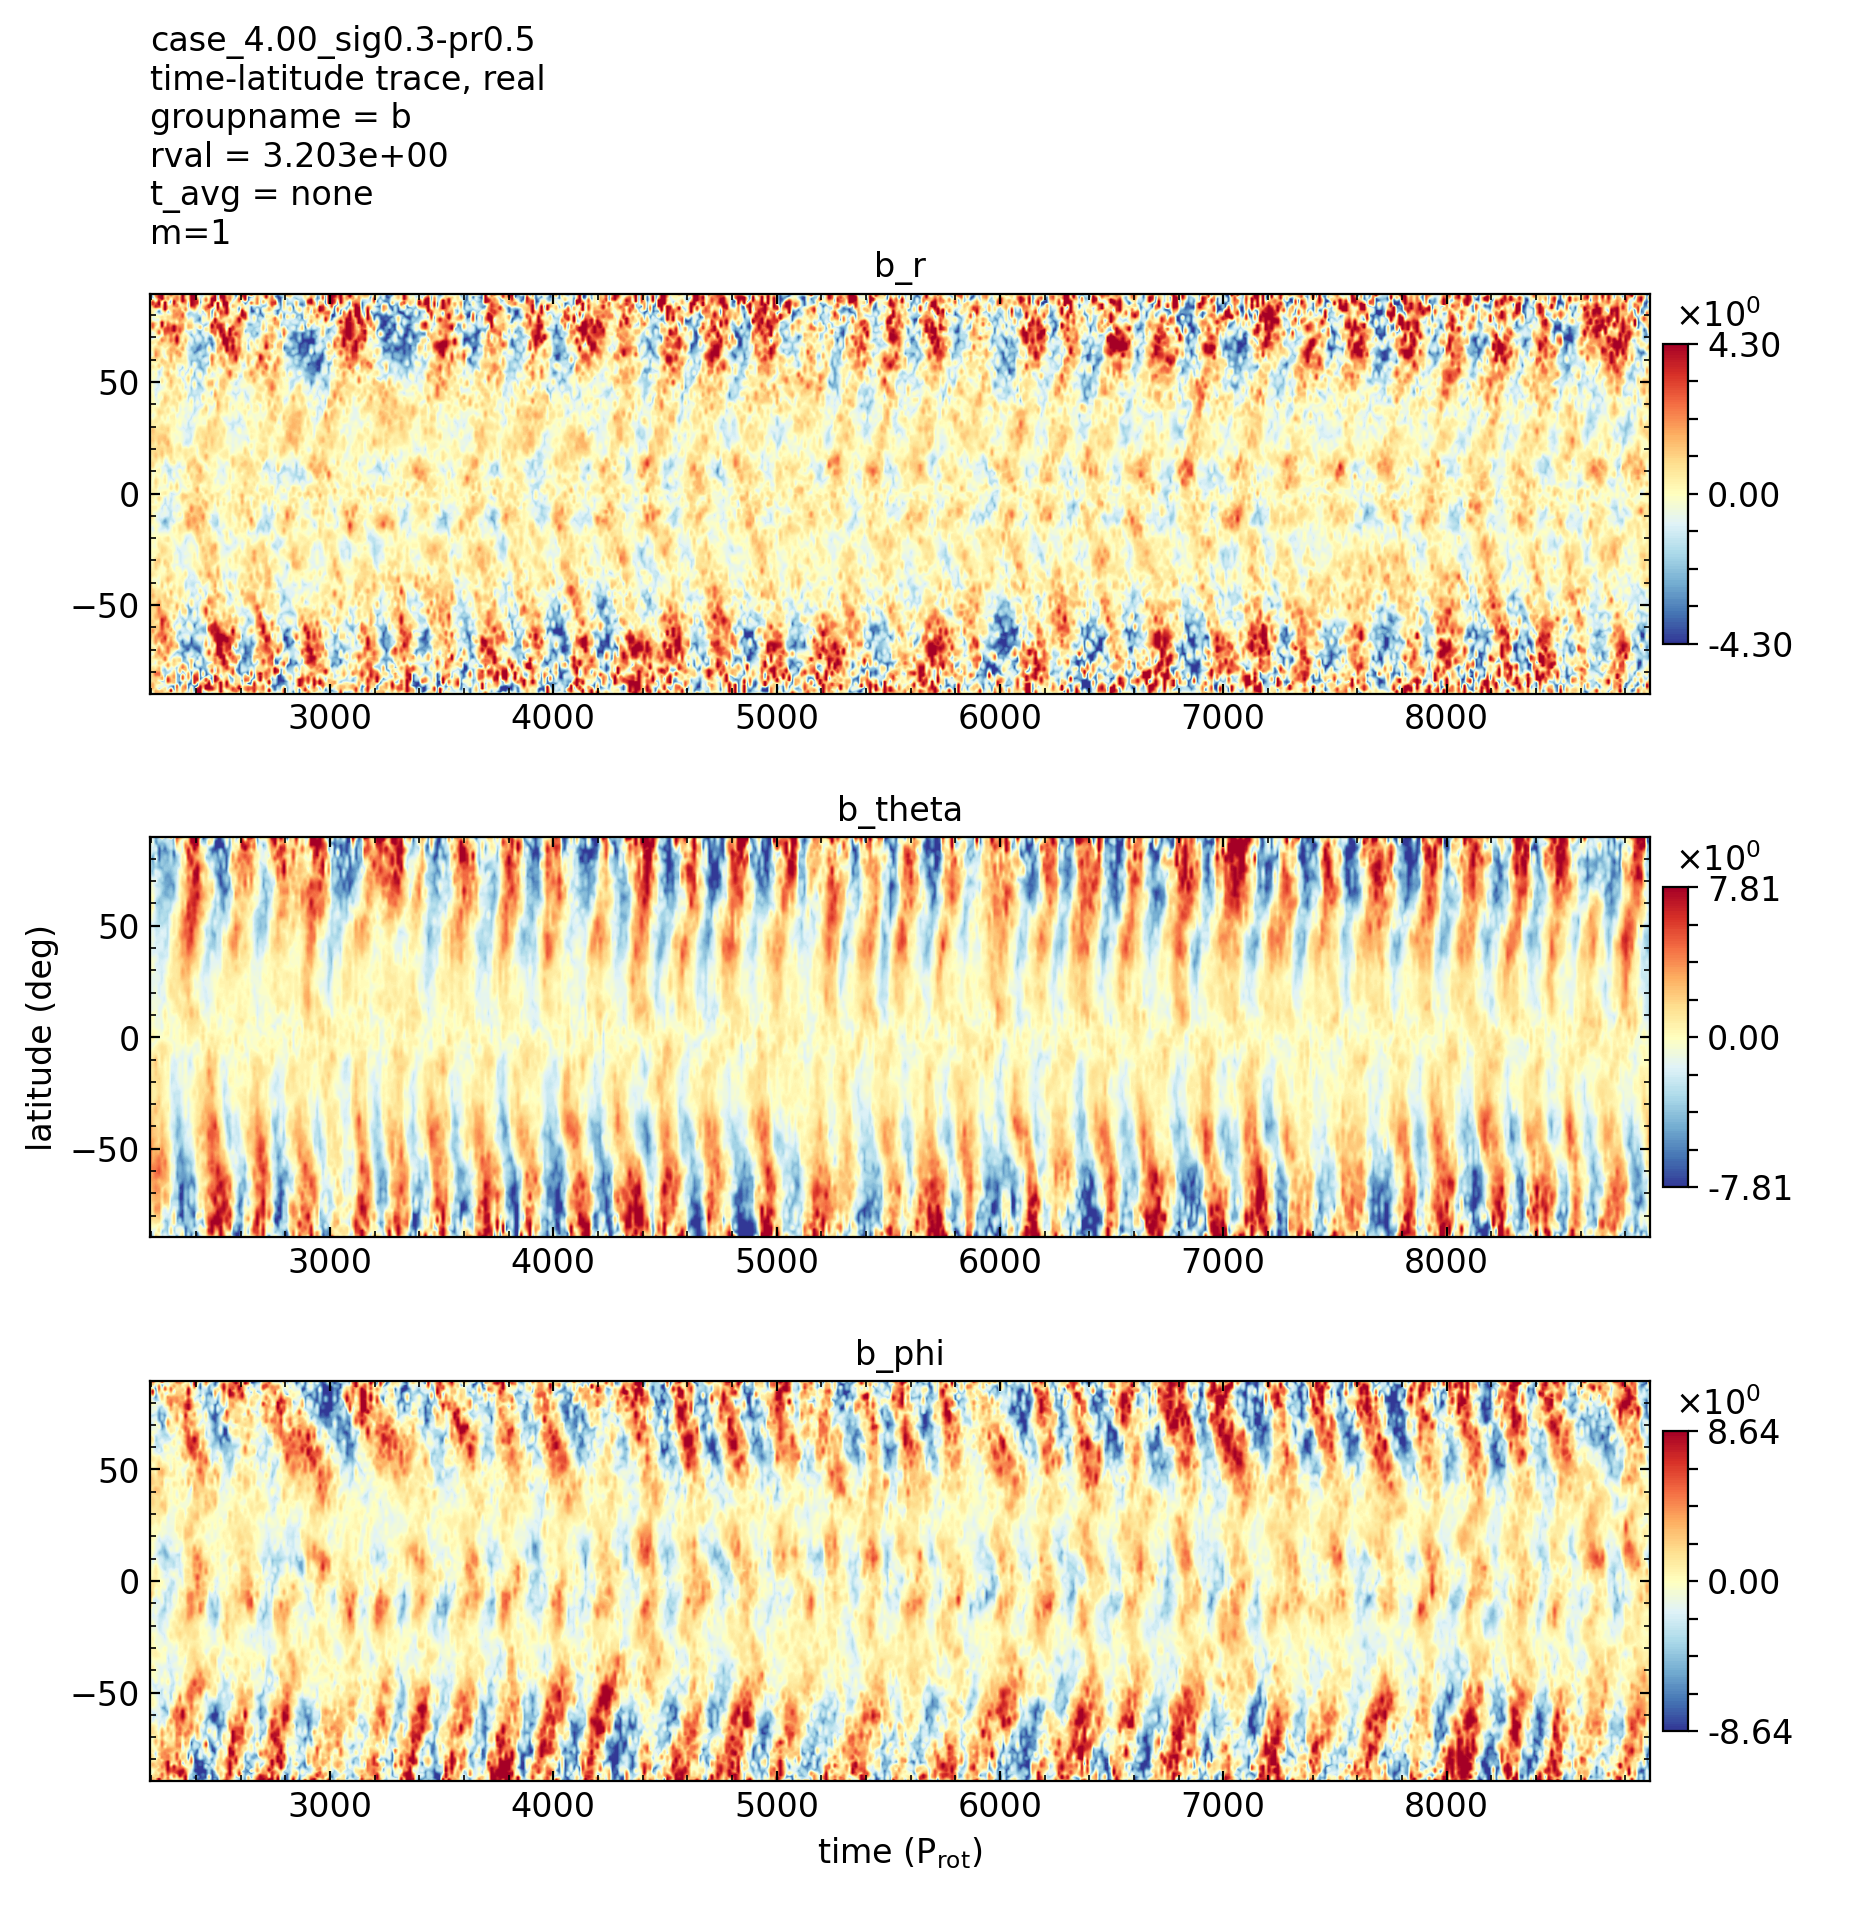 case_4.00_sig0.3-pr0.5
time-latitude trace, real
groupname = b
rval = 3.203e+00
t_avg = none
m=1
b_r
×10⁰
4.30
0.00
-4.30
50
0
−50
3000 4000 5000 6000 7000 8000
b_theta
×10⁰
7.81
0.00
-7.81
latitude (deg)
50
0
−50
3000 4000 5000 6000 7000 8000
b_phi
×10⁰
8.64
0.00
-8.64
50
0
−50
3000 4000 5000 6000 7000 8000
time (P_rot)